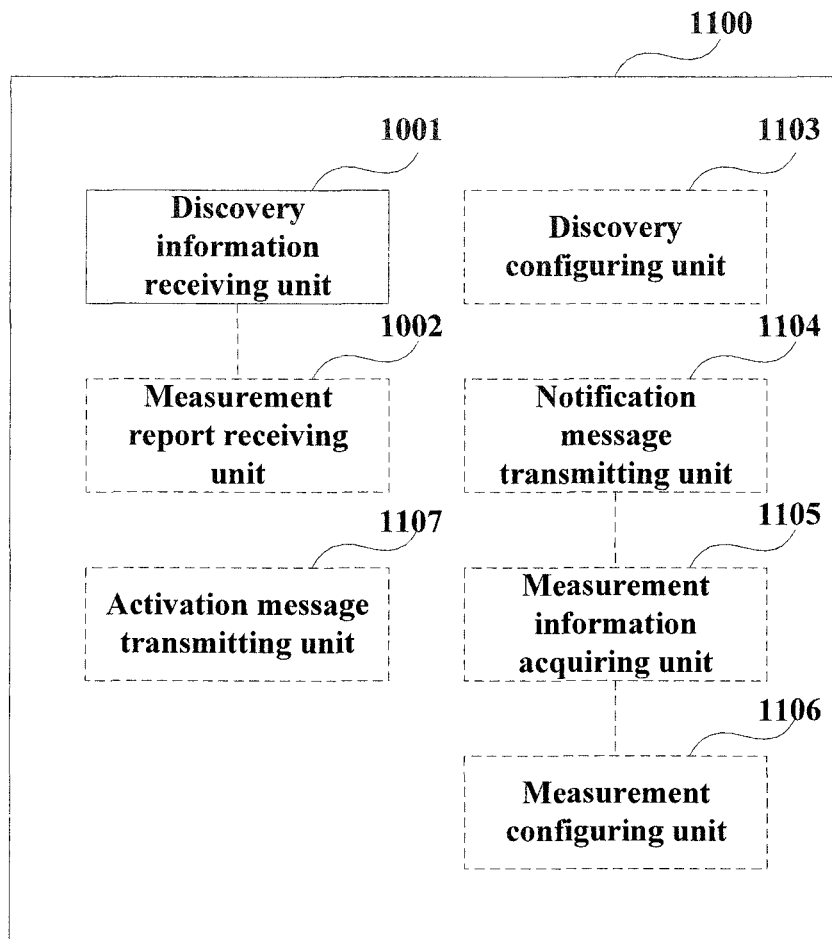 1100
1001
1103
Discovery
information
receiving unit
Discovery
configuring unit
1002
1104
Measurement
report receiving
unit
Notification
message
transmitting unit
1107
1105
Activation message
transmitting unit
Measurement
information
acquiring unit
1106
Measurement
configuring unit